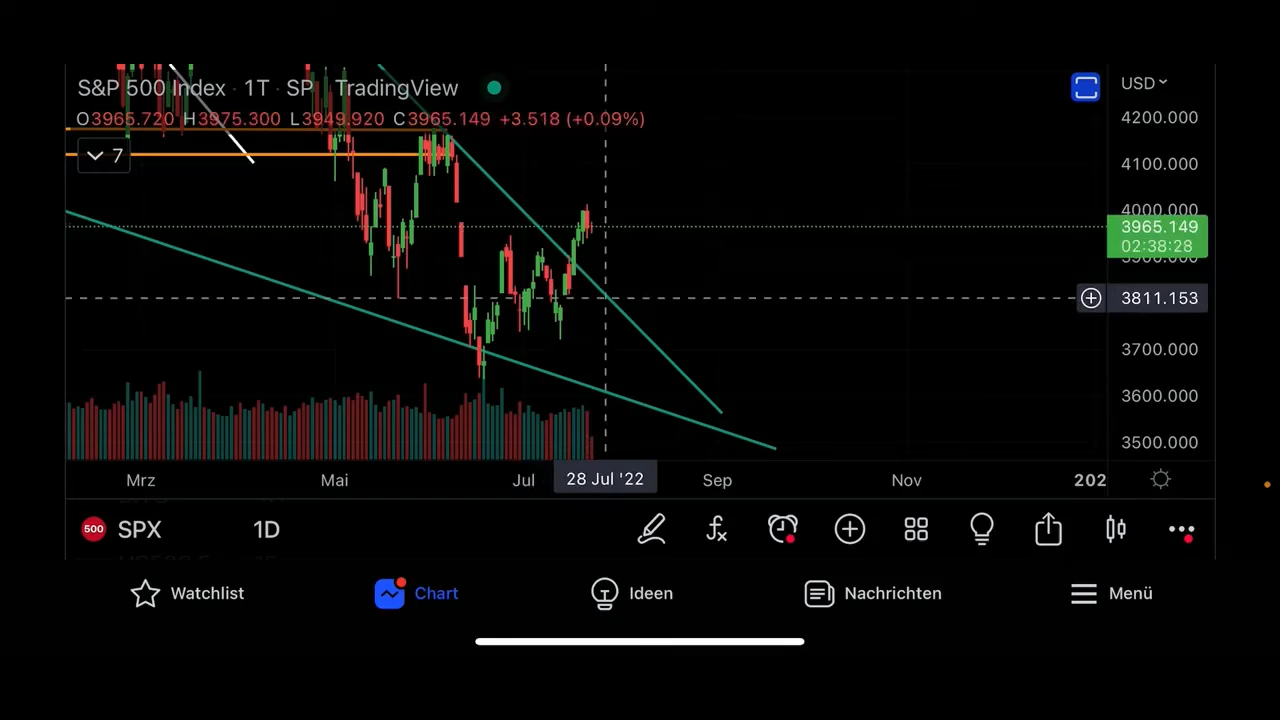 S&P 500 Index · 1T · SP TradingView
USD
O3965.720 H3975.300 L3949.920 C3965.149 +3.518 (+0.09%)
4200.000
7
4100.000
4000.000
3965.149
02:38:28
3900.000
3811.153
3700.000
3600.000
3500.000
Mrz Mai Jul 28 Jul '22 Sep Nov 202
500 SPX 1D
Watchlist Chart Ideen Nachrichten Menü